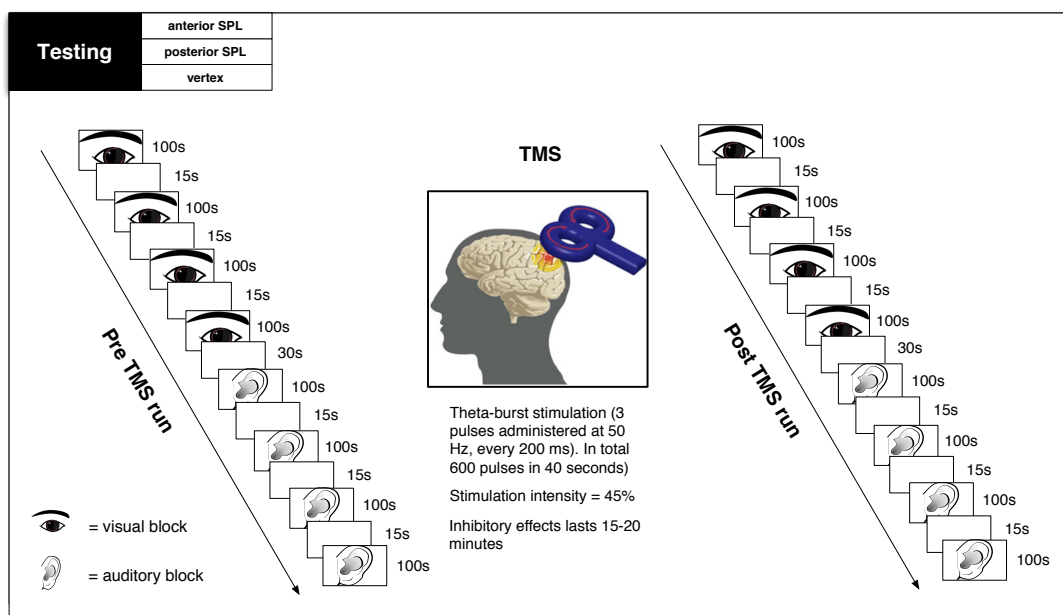 Testing
anterior SPL
posterior SPL
vertex
Pre TMS run
100s
15s
100s
15s
100s
15s
100s
30s
100s
15s
100s
15s
100s
15s
100s
= visual block
= auditory block
TMS
Theta-burst stimulation (3
pulses administered at 50
Hz, every 200 ms). In total
600 pulses in 40 seconds)
Stimulation intensity = 45%
Inhibitory effects lasts 15-20
minutes
Post TMS run
100s
15s
100s
15s
100s
15s
100s
30s
100s
15s
100s
15s
100s
15s
100s